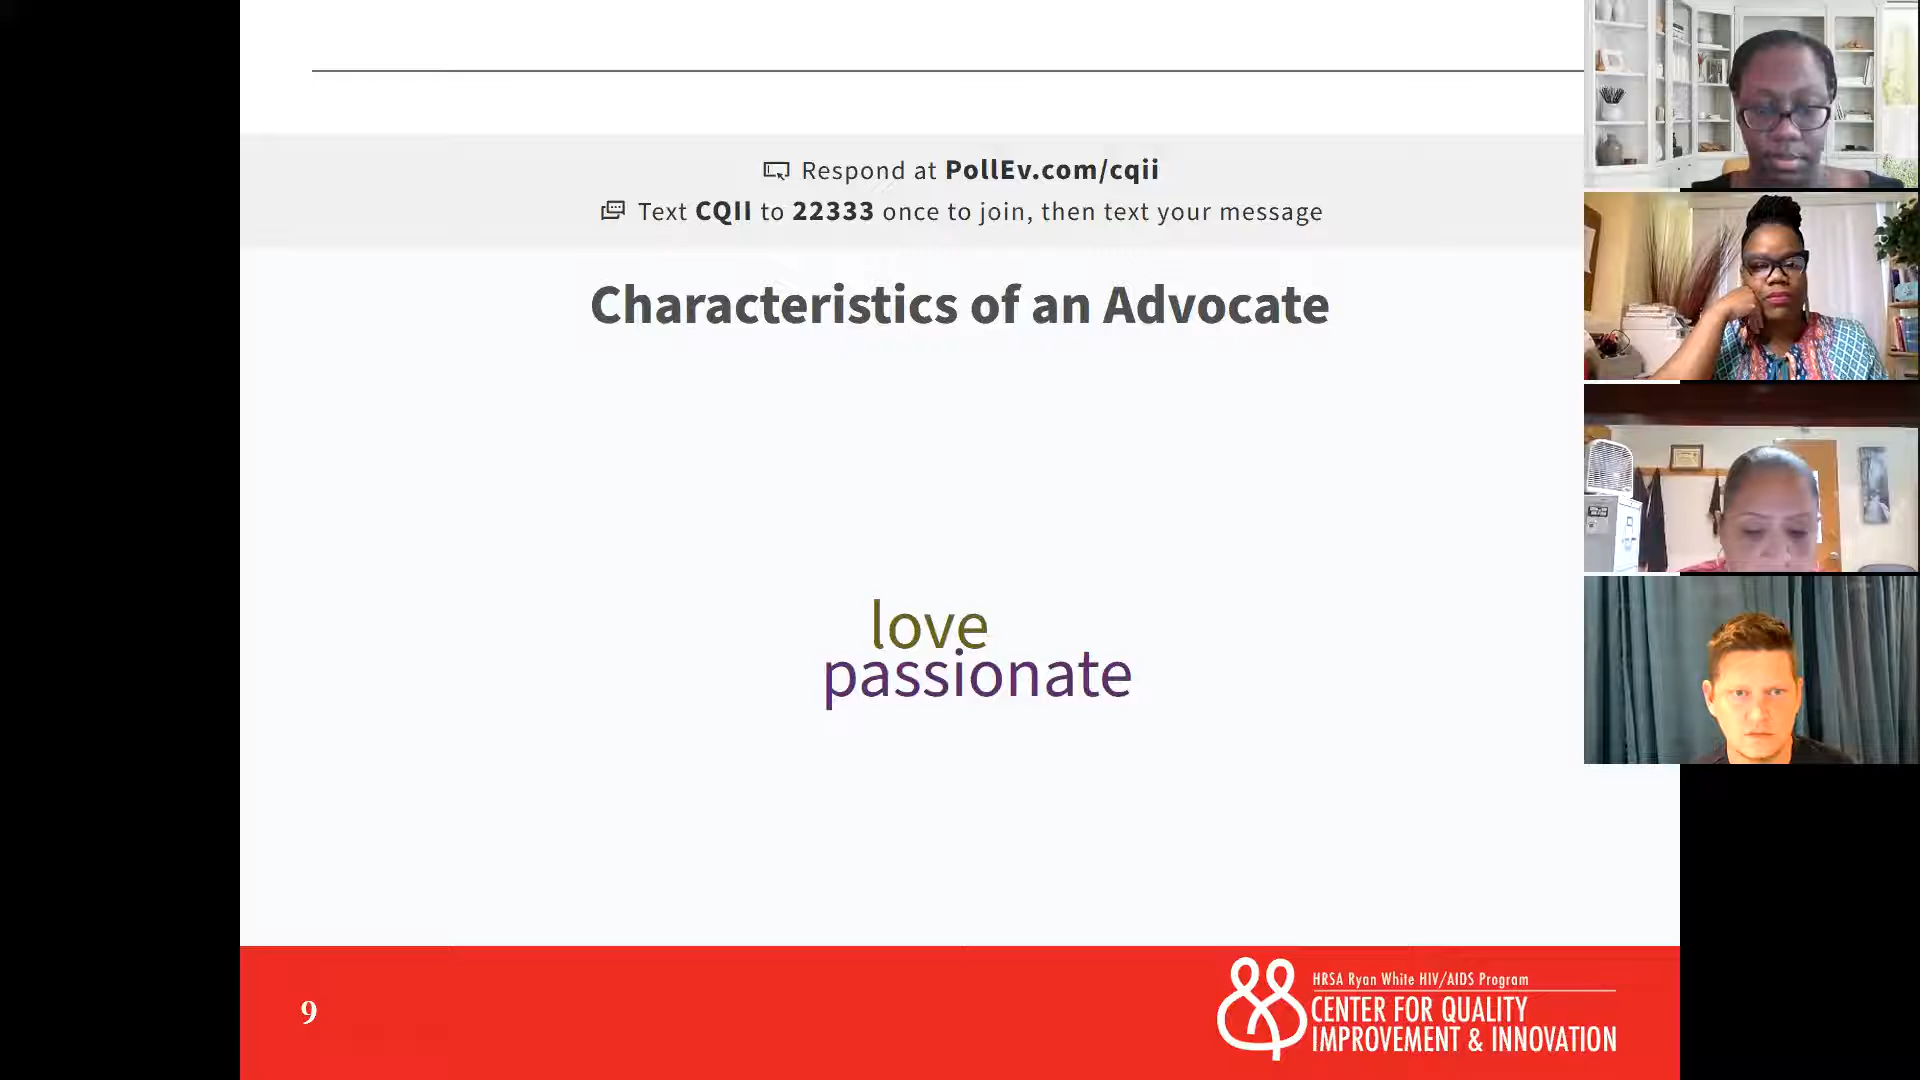 Respond at PollEv.com/cqii
Text CQII to 22333 once to join, then text your message
Characteristics of an Advocate
love
passionate
9
HRSA Ryan White HIV/AIDS Program
CENTER FOR QUALITY
IMPROVEMENT & INNOVATION